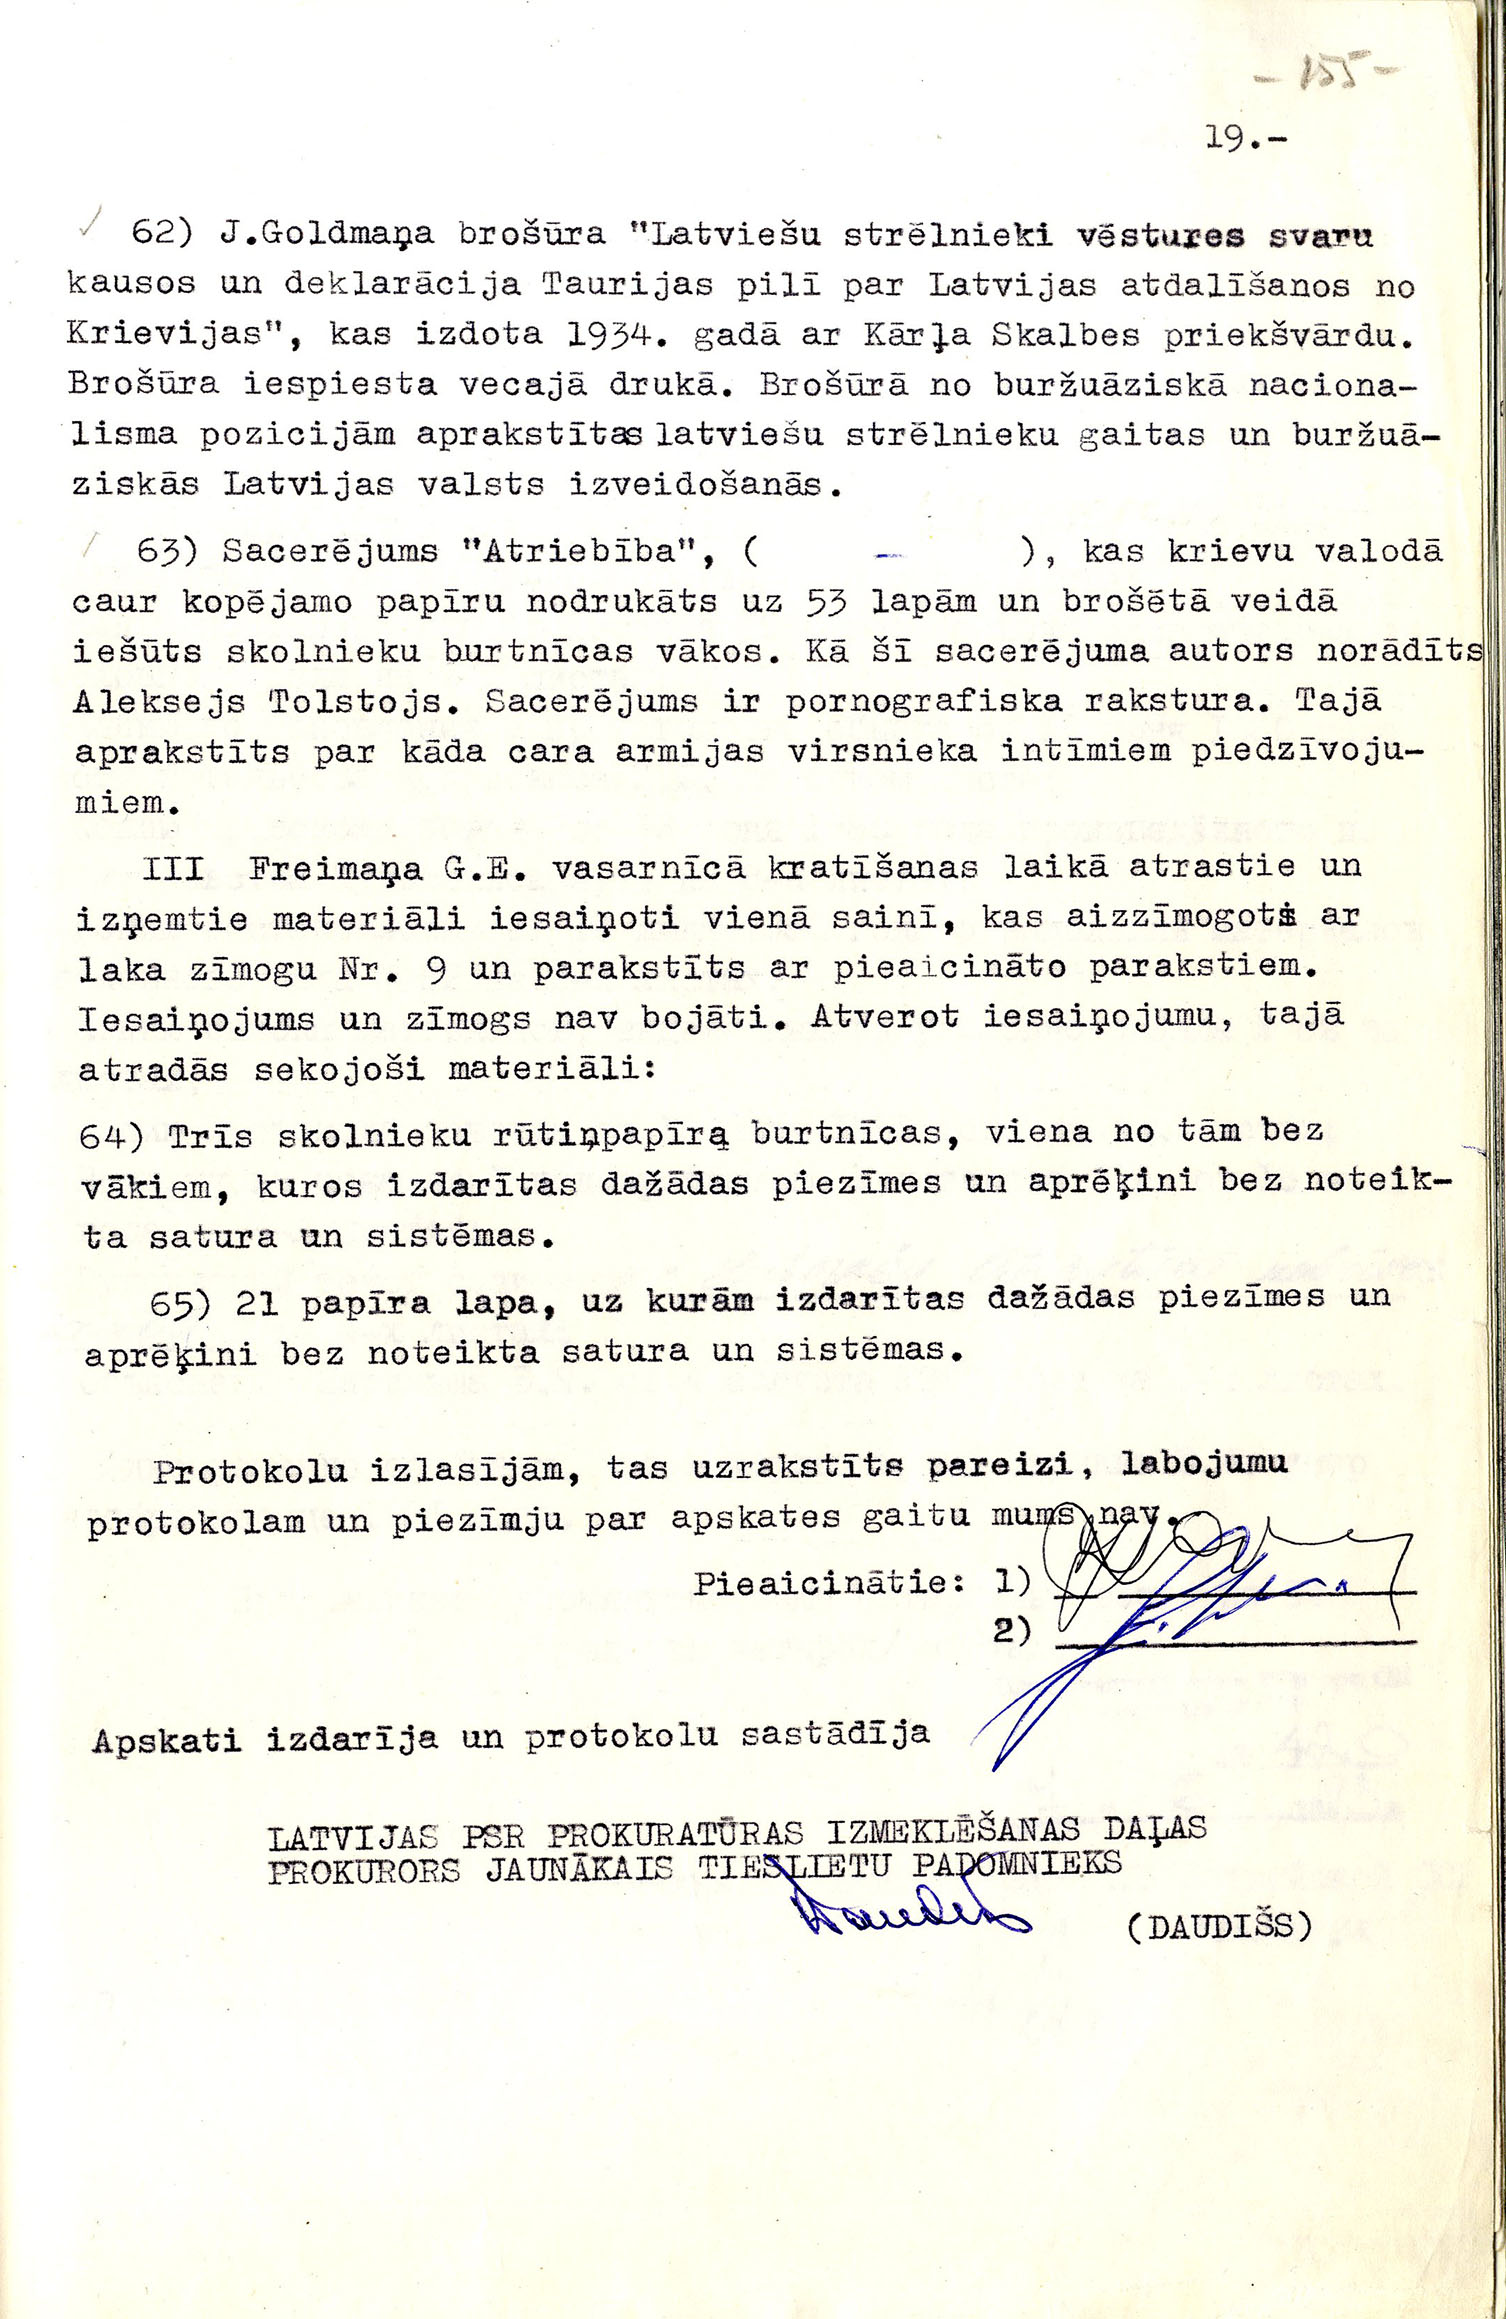 - 155 -
19.-
62) J.Goldmaņa brošūra "Latviešu strēlnieki vēstures svaru
kausos un deklarācija Taurijas pilī par Latvijas atdalīšanos no
Krievijas", kas izdota 1934. gadā ar Kārļa Skalbes priekšvārdu.
Brošūra iespiesta vecajā drukā. Brošūrā no buržuāziskā naciona-
lisma pozicijām aprakstītas latviešu strēlnieku gaitas un buržuā-
ziskās Latvijas valsts izveidošanās.
63) Sacerējums "Atriebība", ( - ), kas krievu valodā
caur kopējamo papīru nodrukāts uz 53 lapām un brošētā veidā
iešūts skolnieku burtnīcas vākos. Kā šī sacerējuma autors norādīts
Aleksejs Tolstojs. Sacerējums ir pornografiska rakstura. Tajā
aprakstīts par kāda cara armijas virsnieka intīmiem piedzīvoju-
miem.
III Freimaņa G.E. vasarnīcā kratīšanas laikā atrastie un
izņemtie materiāli iesaiņoti vienā sainī, kas aizzīmogots ar
laka zīmogu Nr. 9 un parakstīts ar pieaicināto parakstiem.
Iesaiņojums un zīmogs nav bojāti. Atverot iesaiņojumu, tajā
atradās sekojoši materiāli:
64) Trīs skolnieku rūtiņpapīra burtnīcas, viena no tām bez
vākiem, kuros izdarītas dažādas piezīmes un aprēķini bez noteik-
ta satura un sistēmas.
65) 21 papīra lapa, uz kurām izdarītas dažādas piezīmes un
aprēķini bez noteikta satura un sistēmas.
Protokolu izlasījām, tas uzrakstīts pareizi, labojumu
protokolam un piezīmju par apskates gaitu mums nav.
Pieaicinātie: 1)
2)
Apskati izdarīja un protokolu sastādīja
LATVIJAS PSR PROKURATŪRAS IZMEKLĒŠANAS DAĻAS
PROKURORS JAUNĀKAIS TIESLIETU PADOMNIEKS
(DAUDIŠS)